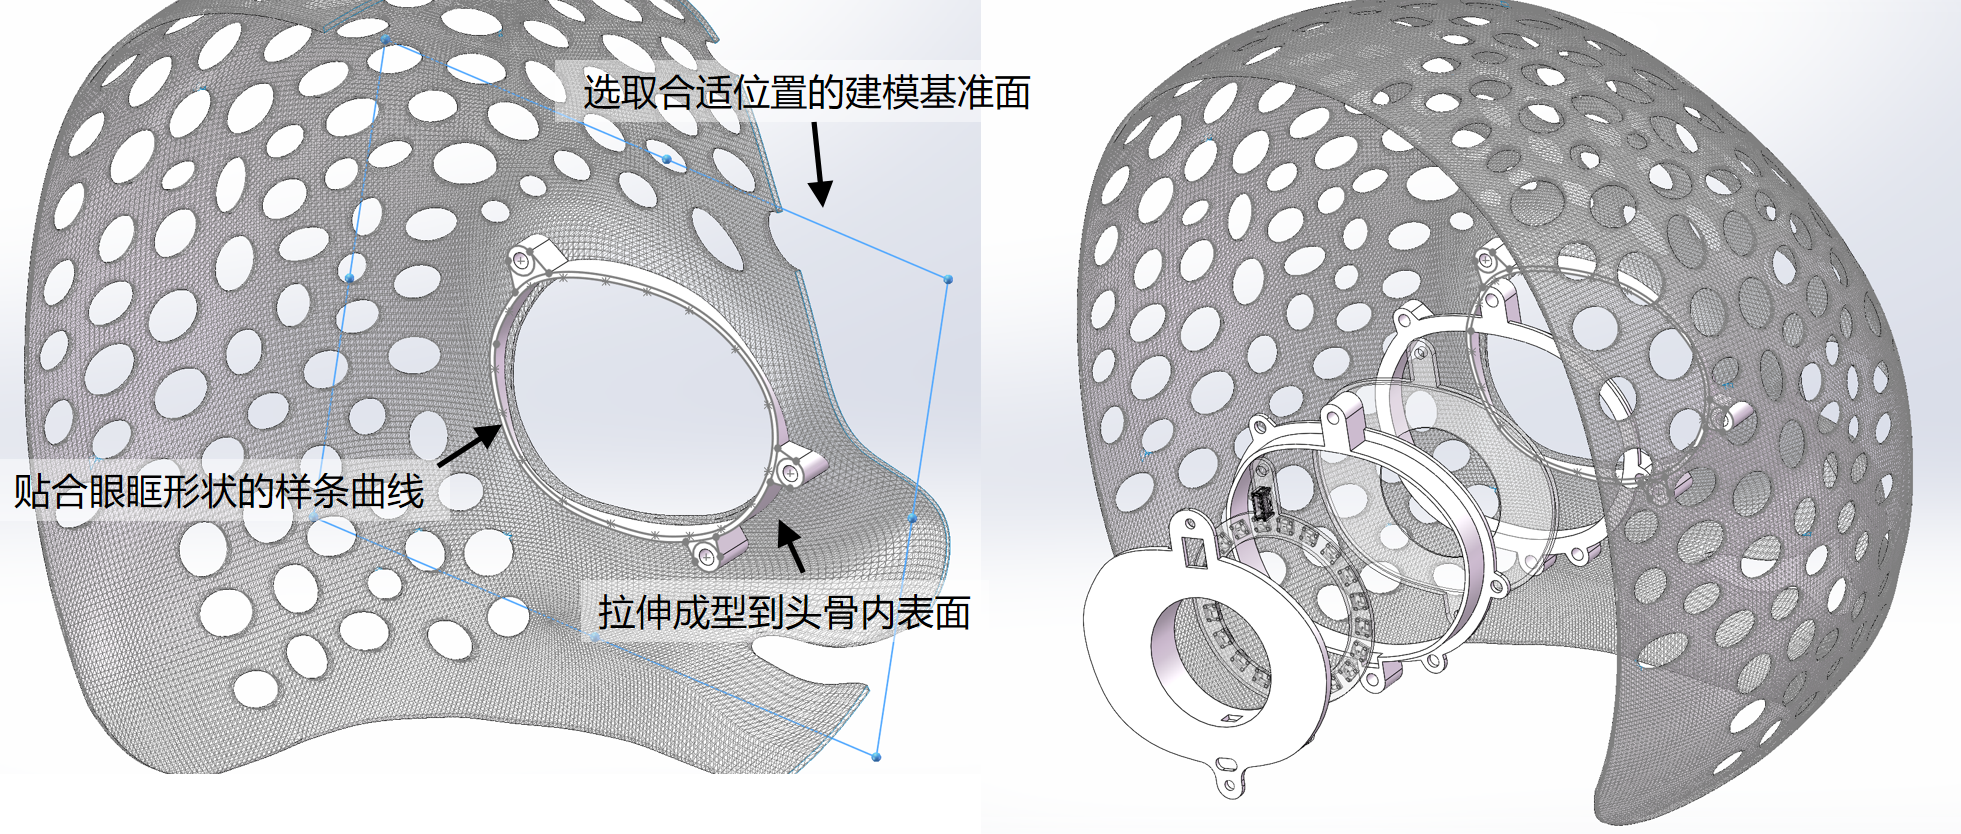 选取合适位置的建模基准面
贴合眼眶形状的样条曲线
拉伸成型到头骨内表面